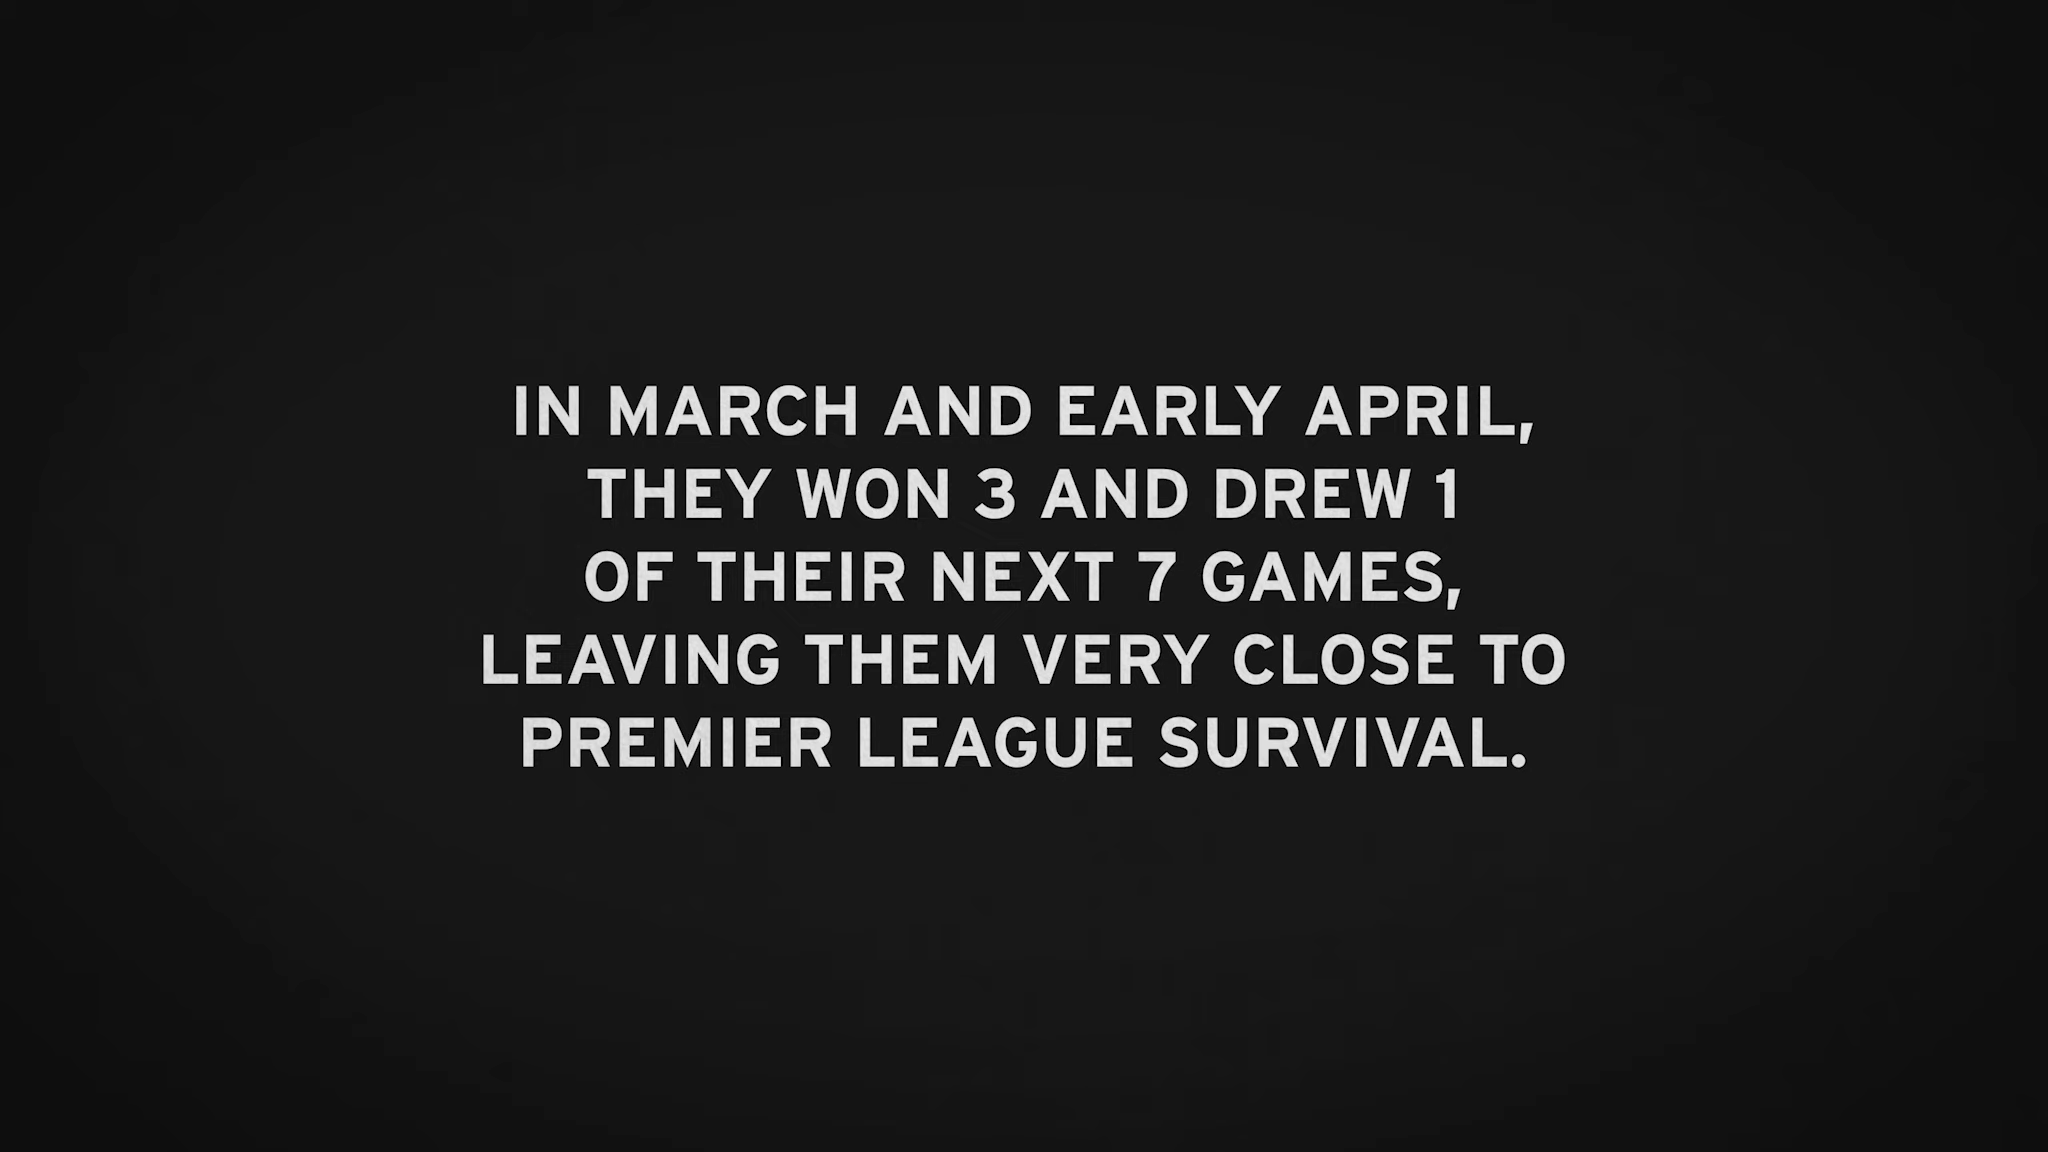 IN MARCH AND EARLY APRIL,
THEY WON 3 AND DREW 1
OF THEIR NEXT 7 GAMES,
LEAVING THEM VERY CLOSE TO
PREMIER LEAGUE SURVIVAL.